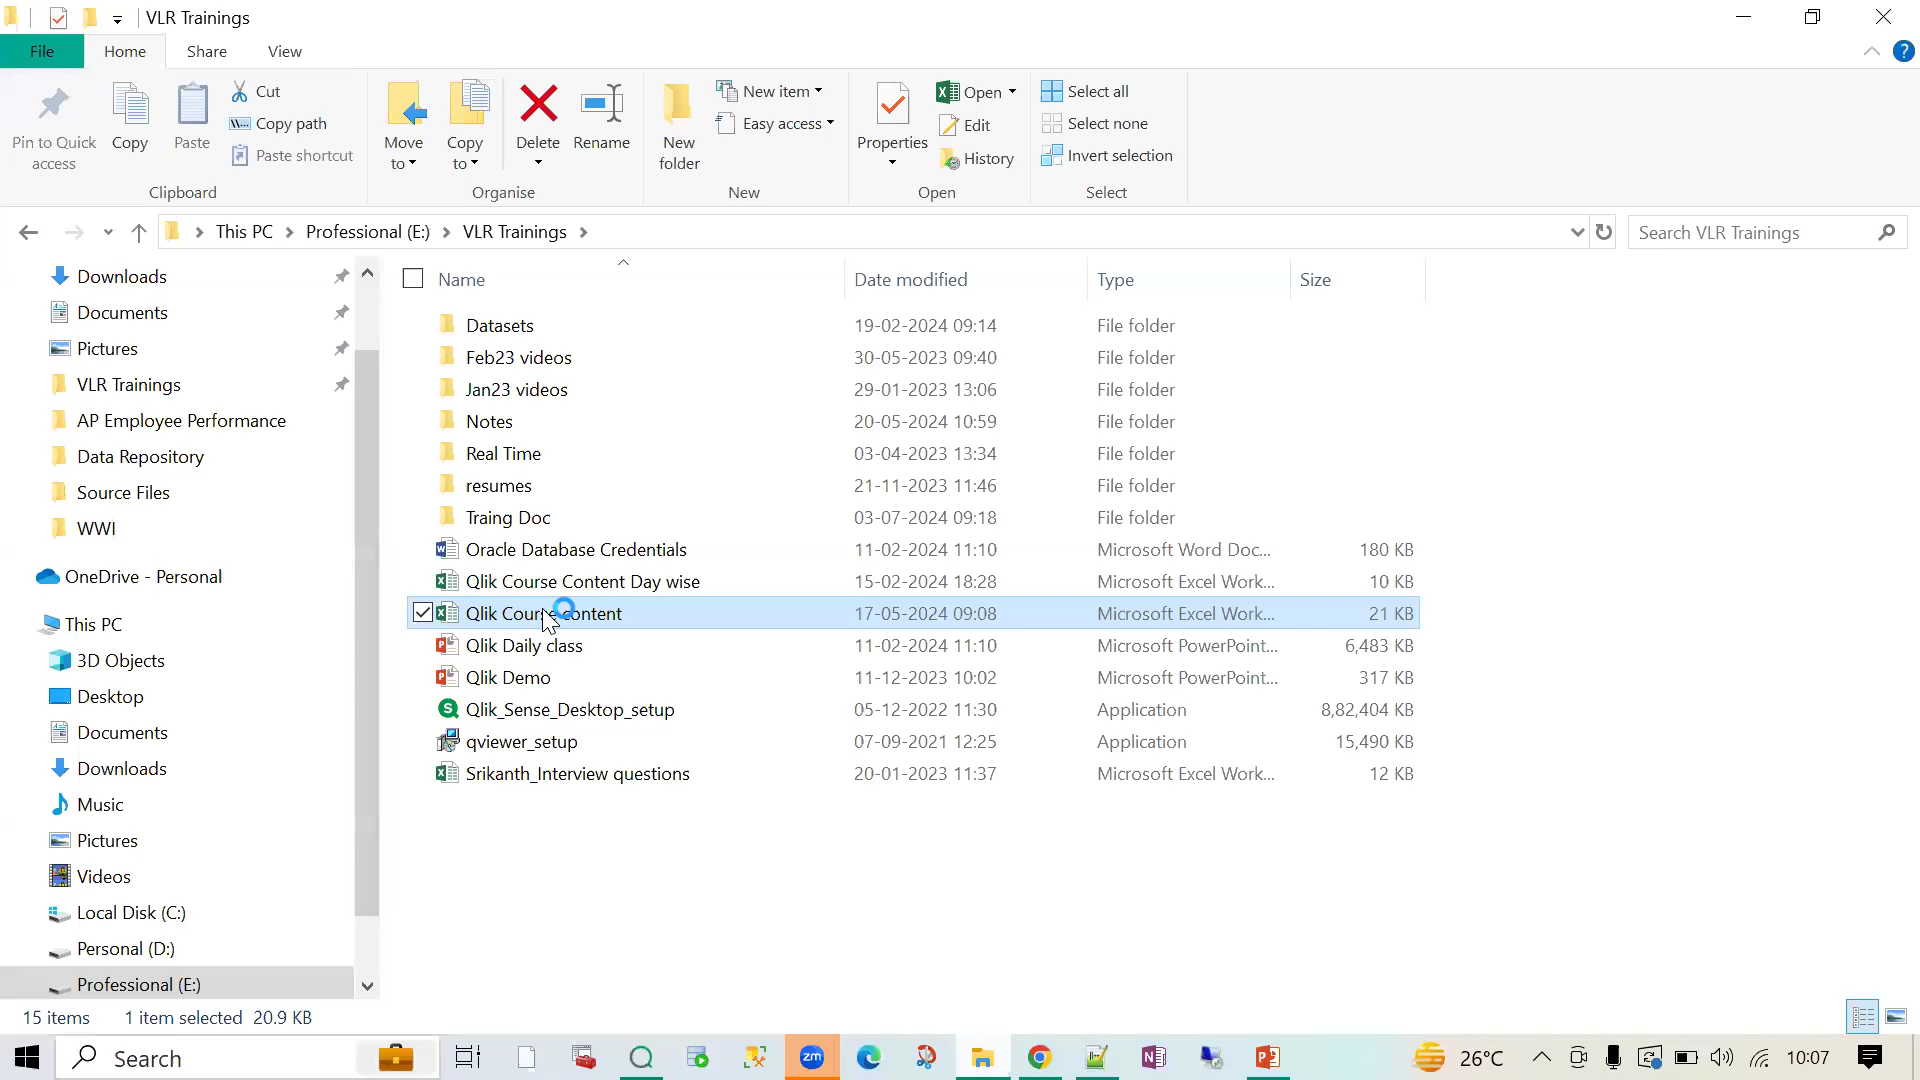 VLR Trainings
File Home Share View
Pin to Quick access
Copy
Paste
Cut
Copy path
Paste shortcut
Clipboard
Move to
Copy to
Delete
Rename
Organise
New folder
New item
Easy access
New
Properties
Open
Edit
History
Open
Select all
Select none
Invert selection
Select
This PC > Professional (E:) > VLR Trainings >
Search VLR Trainings
Downloads
Documents
Pictures
VLR Trainings
AP Employee Performance
Data Repository
Source Files
WWI
OneDrive - Personal
This PC
3D Objects
Desktop
Documents
Downloads
Music
Pictures
Videos
Local Disk (C:)
Personal (D:)
Professional (E:)
Name Date modified Type Size
Datasets 19-02-2024 09:14 File folder
Feb23 videos 30-05-2023 09:40 File folder
Jan23 videos 29-01-2023 13:06 File folder
Notes 20-05-2024 10:59 File folder
Real Time 03-04-2023 13:34 File folder
resumes 21-11-2023 11:46 File folder
Traing Doc 03-07-2024 09:18 File folder
Oracle Database Credentials 11-02-2024 11:10 Microsoft Word Doc... 180 KB
Qlik Course Content Day wise 15-02-2024 18:28 Microsoft Excel Work... 10 KB
Qlik Course content 17-05-2024 09:08 Microsoft Excel Work... 21 KB
Qlik Daily class 11-02-2024 11:10 Microsoft PowerPoint... 6,483 KB
Qlik Demo 11-12-2023 10:02 Microsoft PowerPoint... 317 KB
Qlik_Sense_Desktop_setup 05-12-2022 11:30 Application 8,82,404 KB
qviewer_setup 07-09-2021 12:25 Application 15,490 KB
Srikanth_Interview questions 20-01-2023 11:37 Microsoft Excel Work... 12 KB
15 items 1 item selected 20.9 KB
Search
zm
26°C
10:07